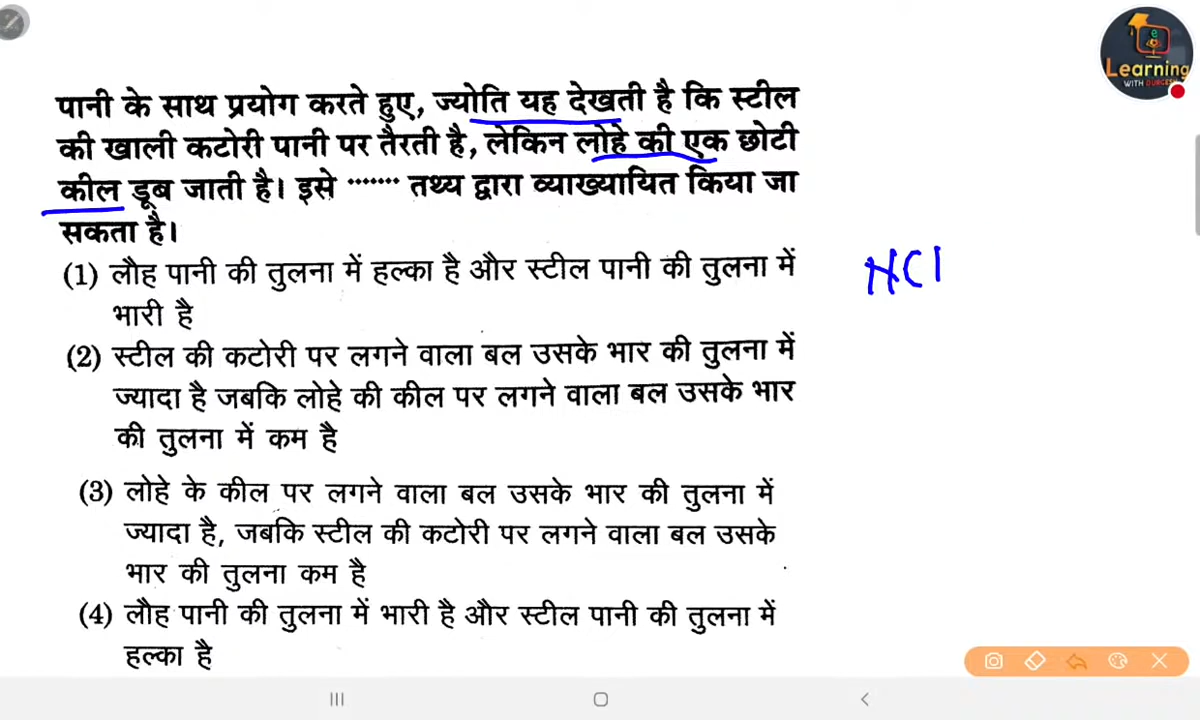 e
Learning
WITH DURGESH
पानी के साथ प्रयोग करते हुए, ज्योति यह देखती है कि स्टील
की खाली कटोरी पानी पर तैरती है, लेकिन लोहे की एक छोटी
कील डूब जाती है। इसे ....... तथ्य द्वारा व्याख्यायित किया जा
सकता है।
(1) लौह पानी की तुलना में हल्का है और स्टील पानी की तुलना में
भारी है
HCl
(2) स्टील की कटोरी पर लगने वाला बल उसके भार की तुलना में
ज्यादा है जबकि लोहे की कील पर लगने वाला बल उसके भार
की तुलना में कम है
(3) लोहे के कील पर लगने वाला बल उसके भार की तुलना में
ज्यादा है, जबकि स्टील की कटोरी पर लगने वाला बल उसके
भार की तुलना कम है
(4) लौह पानी की तुलना में भारी है और स्टील पानी की तुलना में
हल्का है